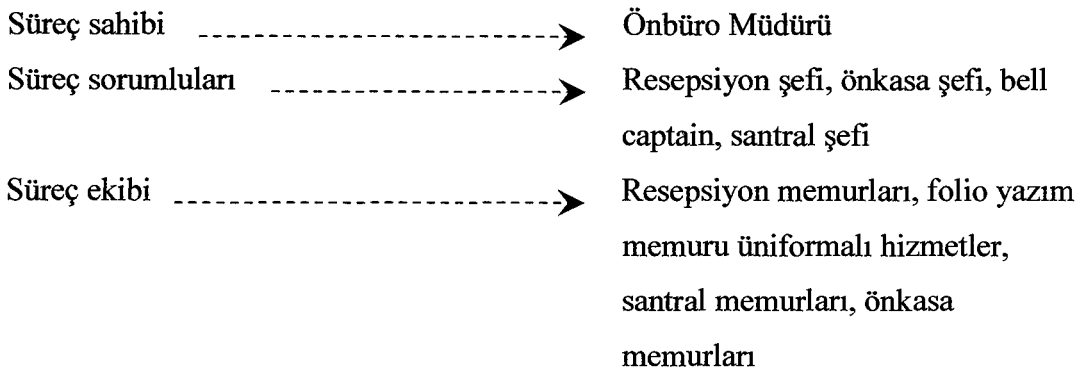 Süreç sahibi Önbüro Müdürü
Süreç sorumluları Resepsiyon şefi, önkasa şefi, bell
captain, santral şefi
Süreç ekibi Resepsiyon memurları, folio yazım
memuru üniformalı hizmetler,
santral memurları, önkasa
memurları